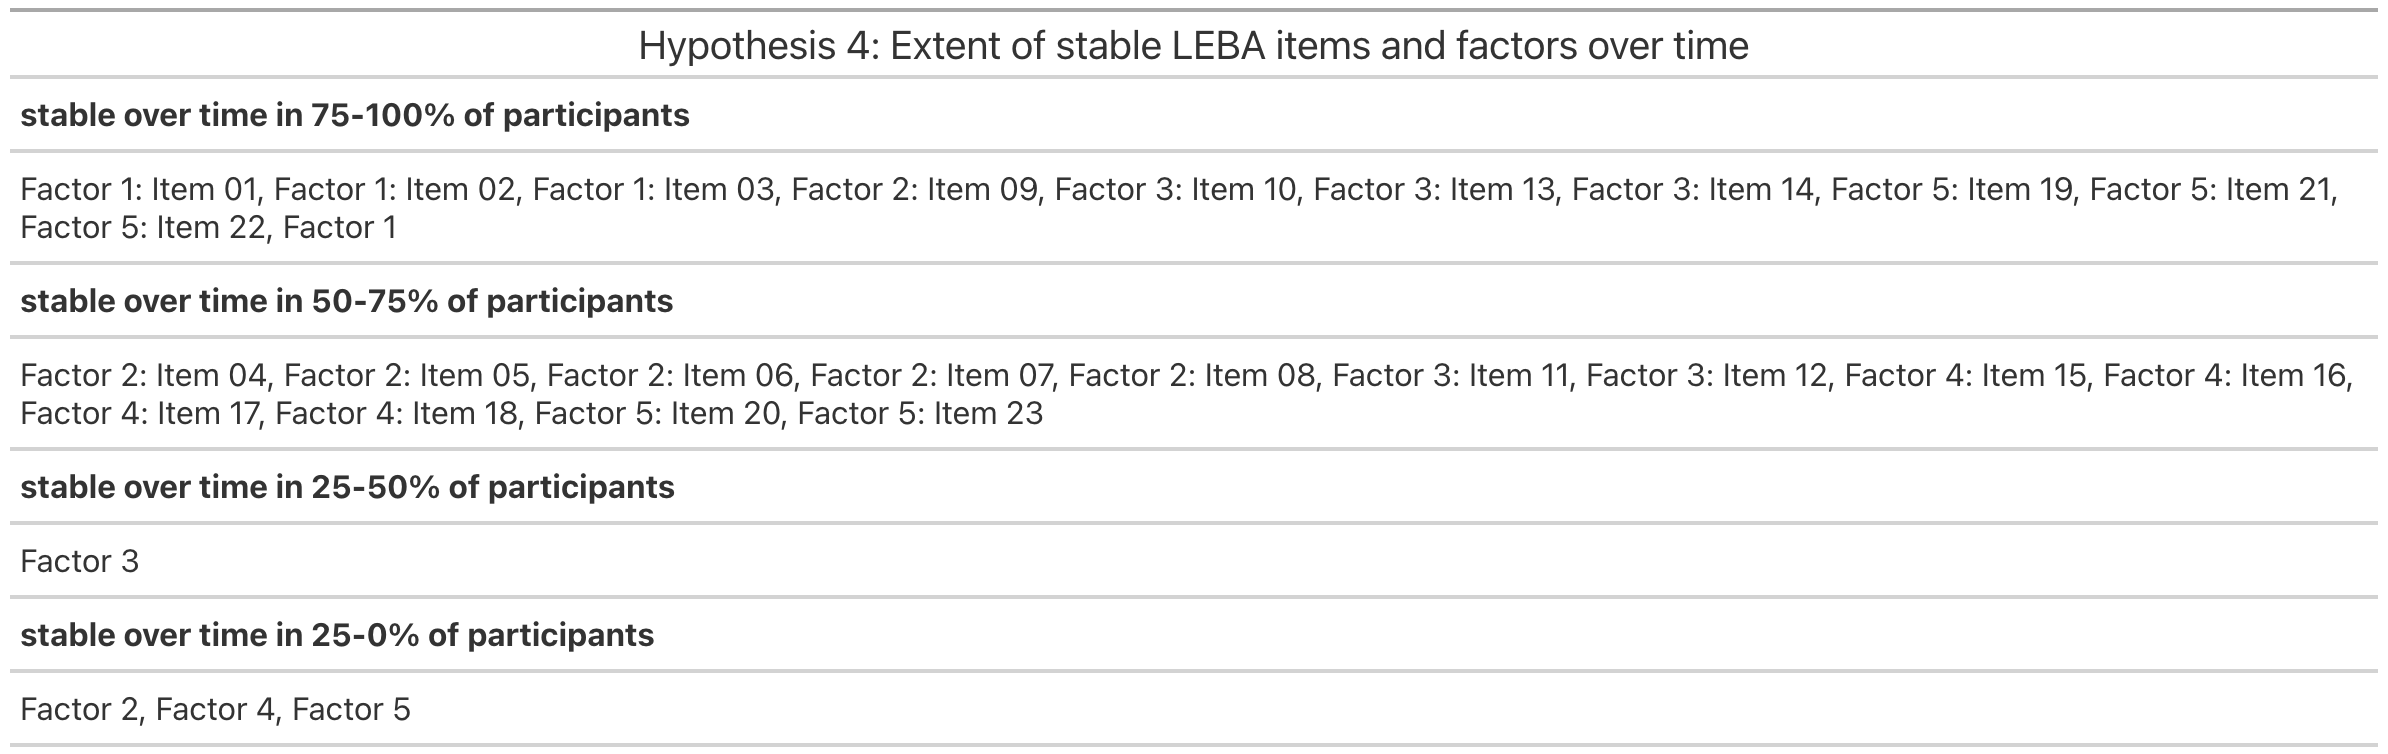 Hypothesis 4: Extent of stable LEBA items and factors over time
stable over time in 75-100% of participants
Factor 1: Item 01, Factor 1: Item 02, Factor 1: Item 03, Factor 2: Item 09, Factor 3: Item 10, Factor 3: Item 13, Factor 3: Item 14, Factor 5: Item 19, Factor 5: Item 21,
Factor 5: Item 22, Factor 1
stable over time in 50-75% of participants
Factor 2: Item 04, Factor 2: Item 05, Factor 2: Item 06, Factor 2: Item 07, Factor 2: Item 08, Factor 3: Item 11, Factor 3: Item 12, Factor 4: Item 15, Factor 4: Item 16,
Factor 4: Item 17, Factor 4: Item 18, Factor 5: Item 20, Factor 5: Item 23
stable over time in 25-50% of participants
Factor 3
stable over time in 25-0% of participants
Factor 2, Factor 4, Factor 5